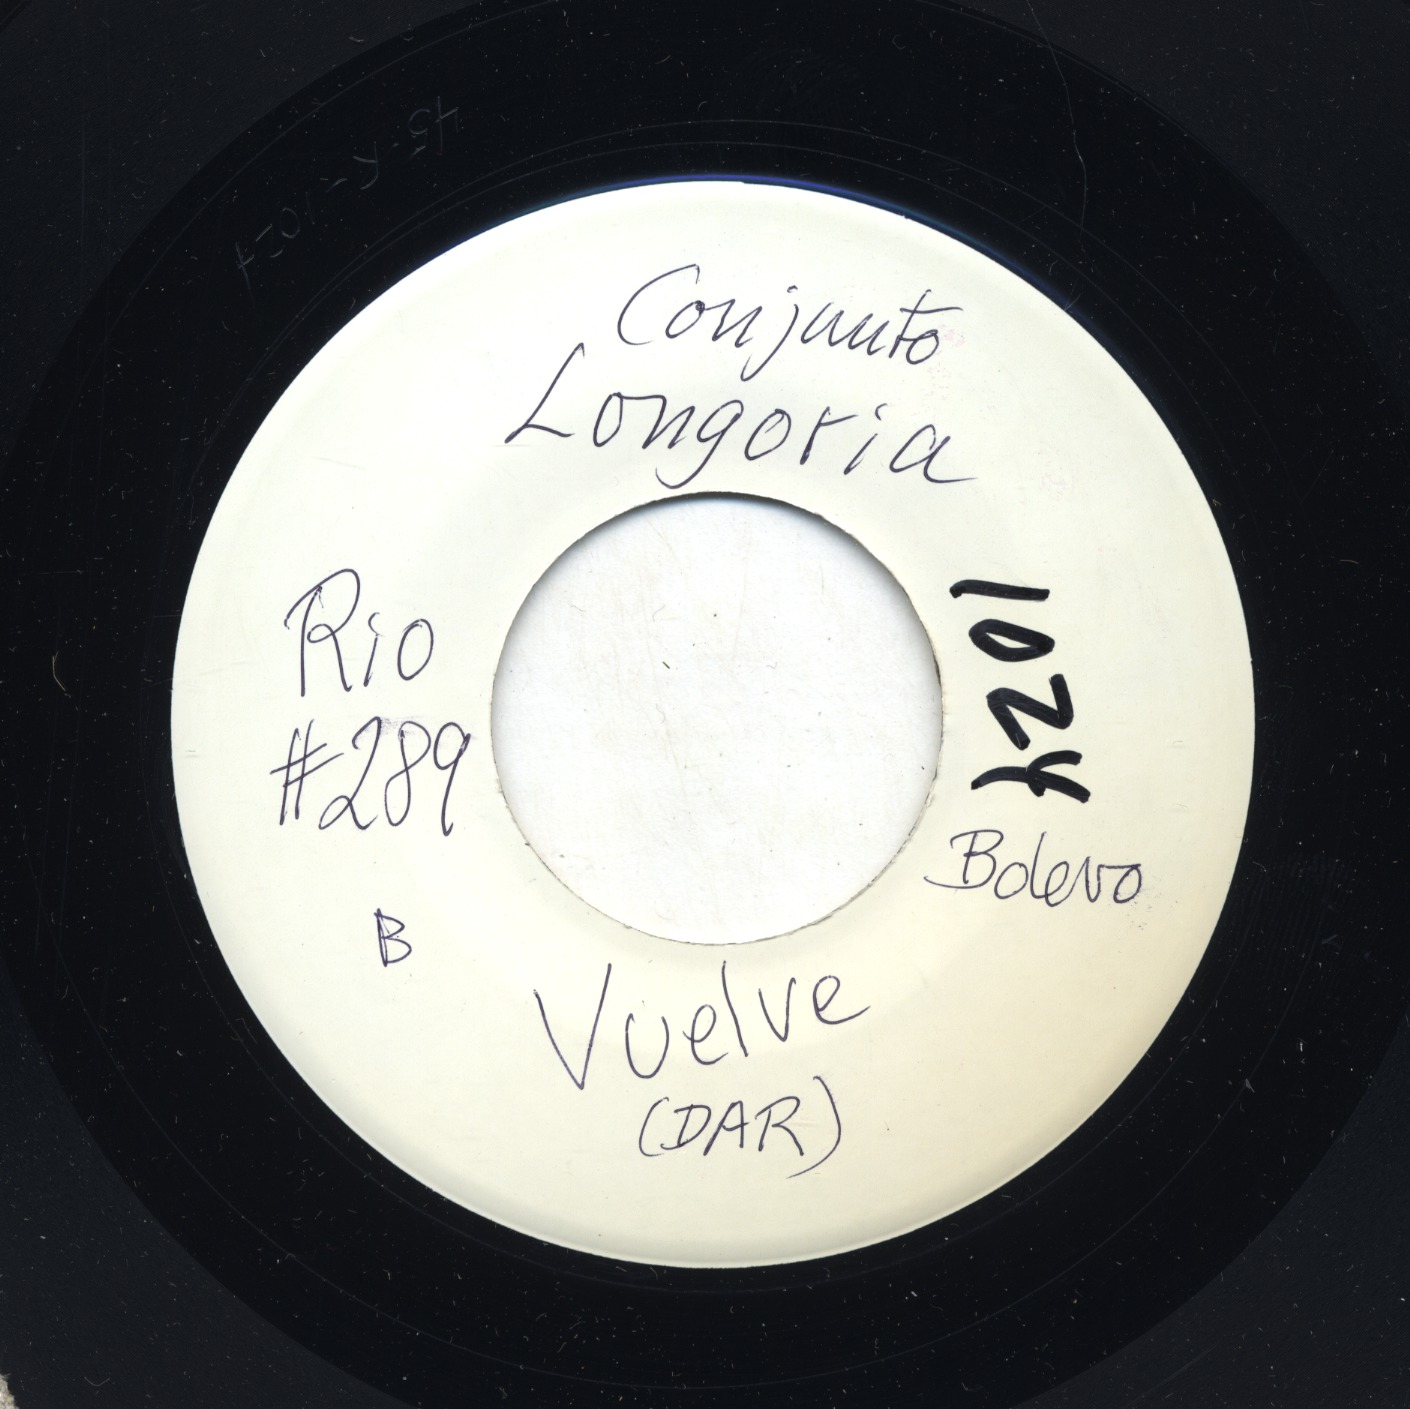 45-K-1024
Conjunto
Longoria
Rio
#289
B
1024
Bolero
Vuelve
(DAR)